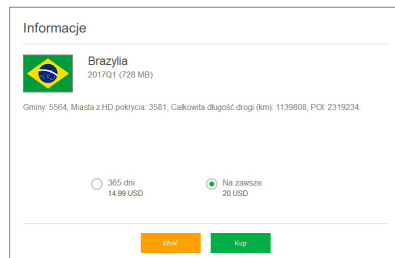 Informacje
Brazylia
2017Q1 (728 MB)
Gminy: 5564, Miasta z HD pokrycia: 3581, Całkowita długość drogi (km): 1139808, POI: 2319234.
365 dni
14.99 USD
Na zawsze
20 USD
Wróć
Kup